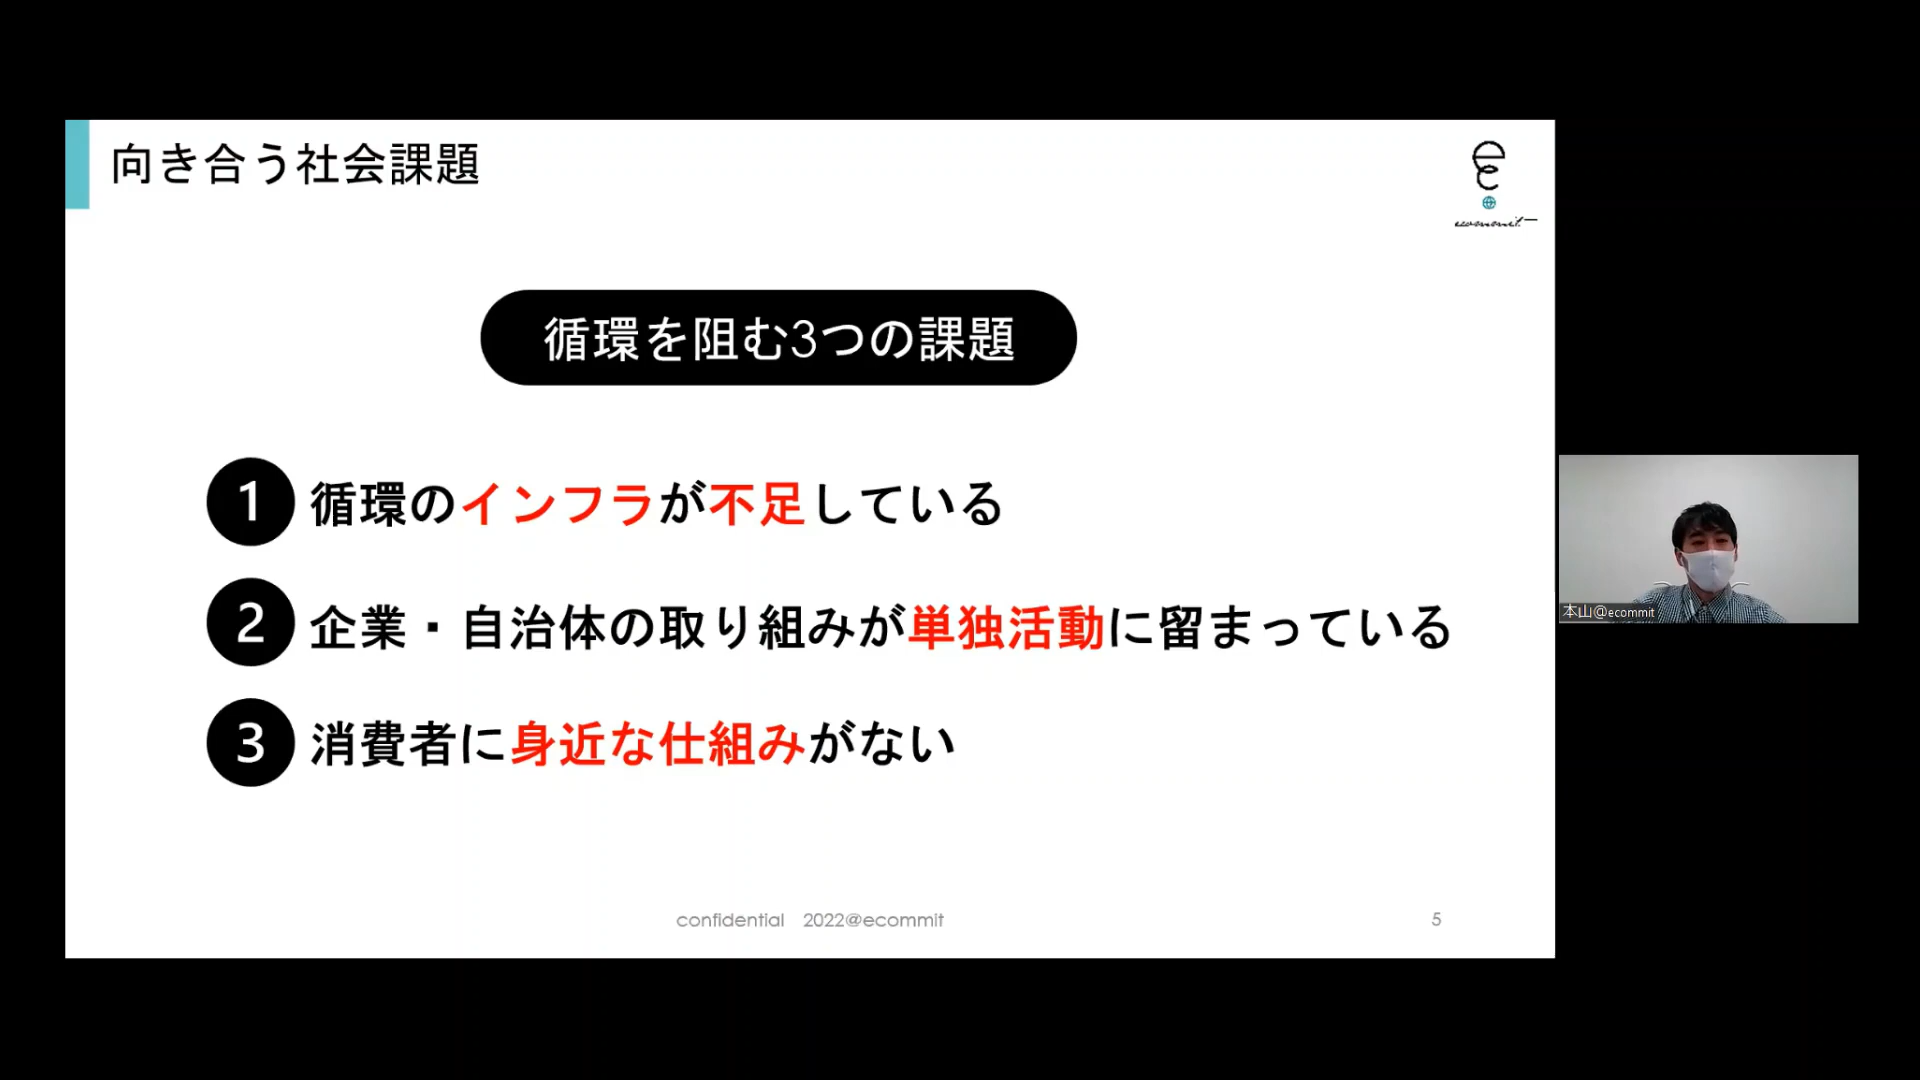 向き合う社会課題
ecommit
循環を阻む3つの課題
1 循環のインフラが不足している
2 企業・自治体の取り組みが単独活動に留まっている
3 消費者に身近な仕組みがない
confidential 2022@ecommit
5
本山@ecommit